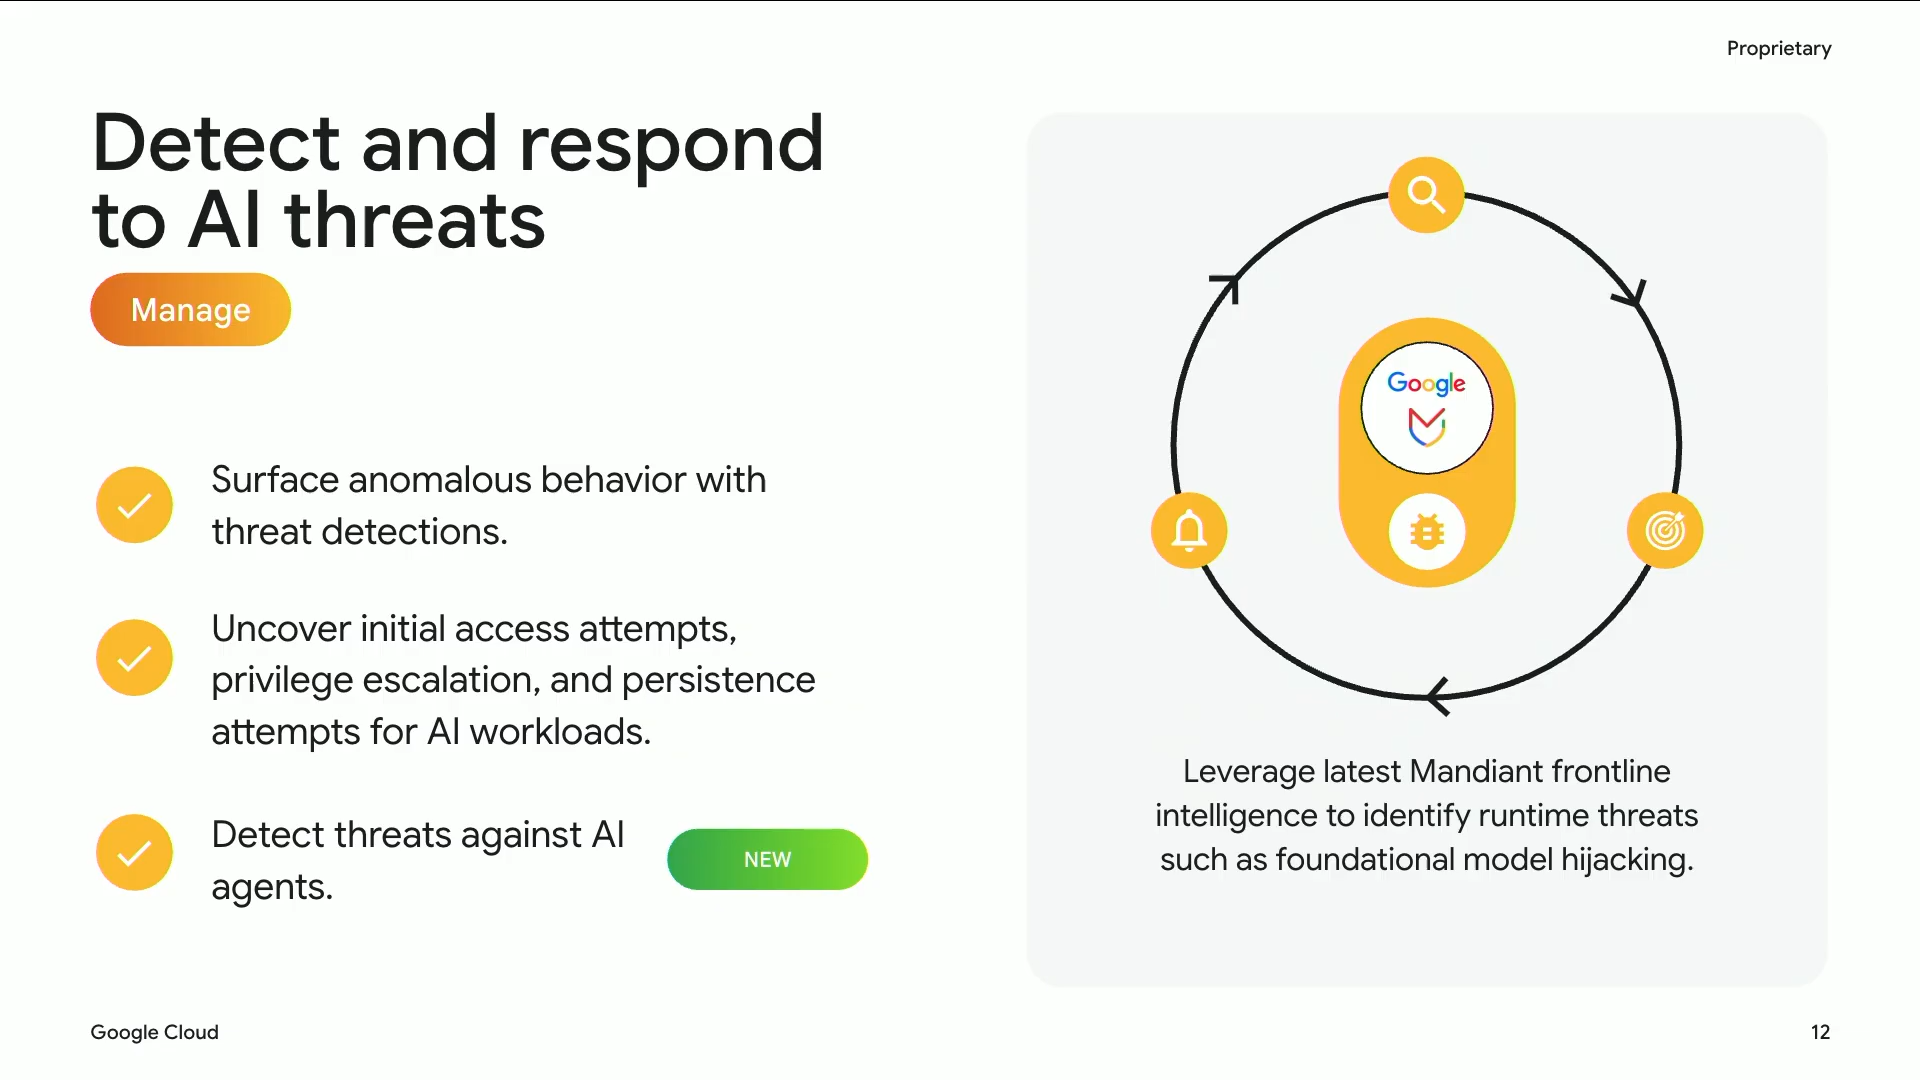 Proprietary
Detect and respond
to AI threats
Manage
Surface anomalous behavior with
threat detections.
Uncover initial access attempts,
privilege escalation, and persistence
attempts for AI workloads.
Detect threats against AI
agents.
NEW
Google
Leverage latest Mandiant frontline
intelligence to identify runtime threats
such as foundational model hijacking.
Google Cloud
12